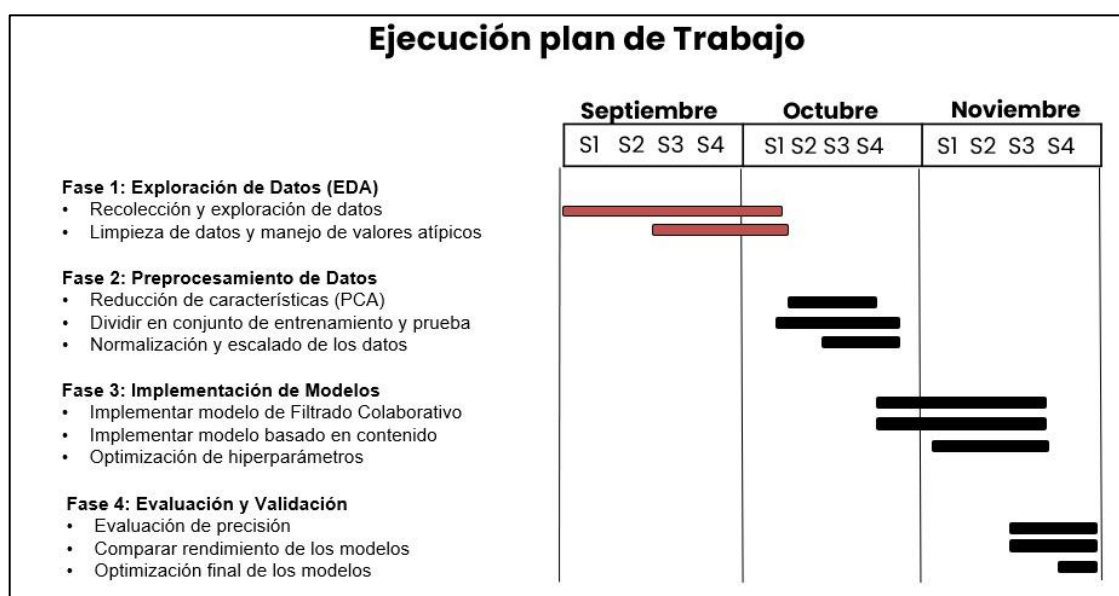 Ejecución plan de Trabajo
Septiembre Octubre Noviembre
S1 S2 S3 S4 S1 S2 S3 S4 S1 S2 S3 S4
Fase 1: Exploración de Datos (EDA)
• Recolección y exploración de datos
• Limpieza de datos y manejo de valores atípicos
Fase 2: Preprocesamiento de Datos
• Reducción de características (PCA)
• Dividir en conjunto de entrenamiento y prueba
• Normalización y escalado de los datos
Fase 3: Implementación de Modelos
• Implementar modelo de Filtrado Colaborativo
• Implementar modelo basado en contenido
• Optimización de hiperparámetros
Fase 4: Evaluación y Validación
• Evaluación de precisión
• Comparar rendimiento de los modelos
• Optimización final de los modelos